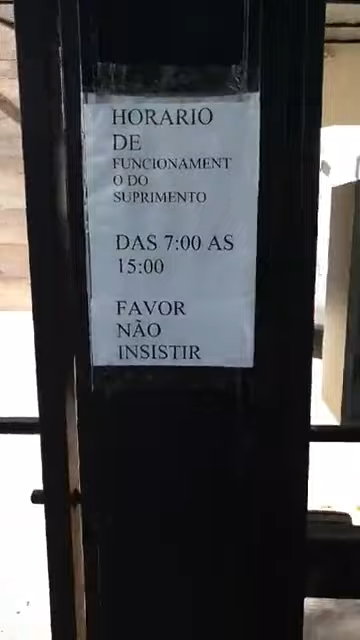 HORARIO
DE
FUNCIONAMENT
O DO
SUPRIMENTO
DAS 7:00 AS
15:00
FAVOR
NÃO
INSISTIR